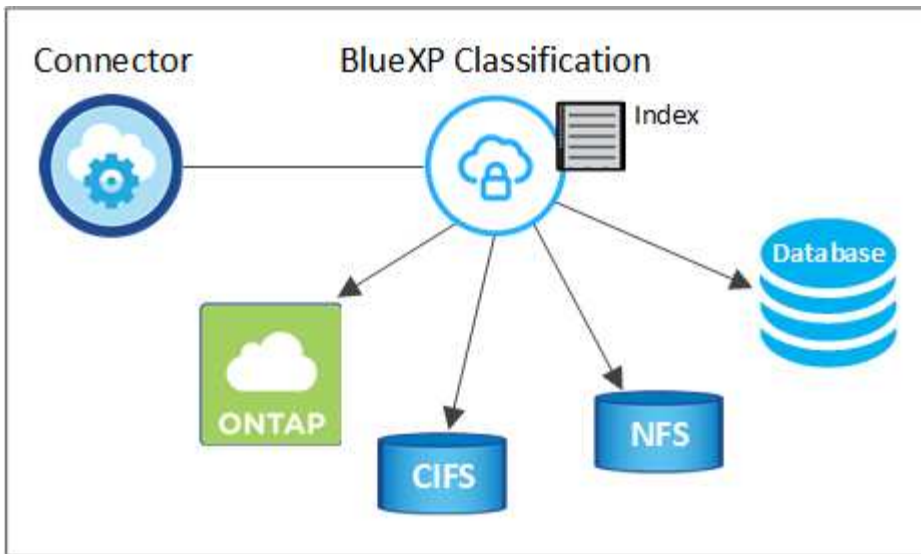 Connector
BlueXP Classification
Index
Database
ONTAP
NFS
CIFS